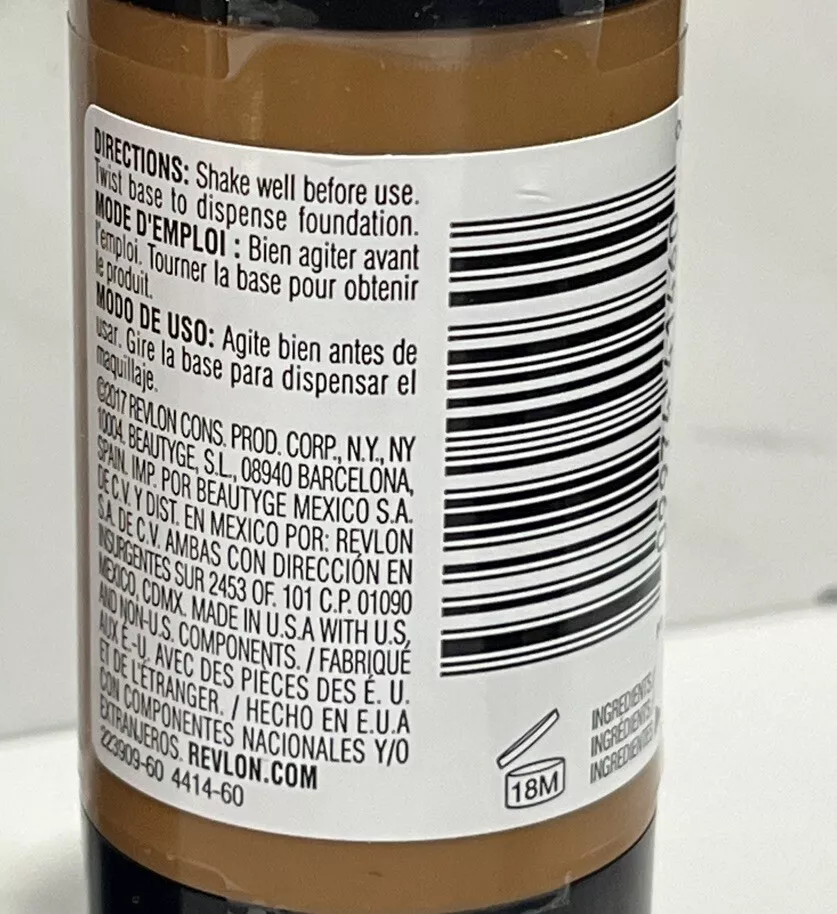 DIRECTIONS: Shake well before use.
Twist base to dispense foundation.
MODE D'EMPLOI : Bien agiter avant
l'emploi. Tourner la base pour obtenir
le produit.
MODO DE USO: Agite bien antes de
usar. Gire la base para dispensar el
maquillaje.
©2017 REVLON CONS. PROD. CORP., N.Y., NY
10004. BEAUTYGE, S.L., 08940 BARCELONA,
SPAIN. IMP. POR BEAUTYGE MEXICO S.A.
DE C.V. Y DIST. EN MEXICO POR: REVLON
S.A. DE C.V. AMBAS CON DIRECCIÓN EN
INSURGENTES SUR 2453 OF. 101 C.P. 01090
MEXICO, CDMX. MADE IN U.S.A WITH U.S,
AND NON-U.S. COMPONENTS. / FABRIQUÉ
AUX É.-U. AVEC DES PIÈCES DES É. U.
ET DE L'ÉTRANGER. / HECHO EN E.U.A
CON COMPONENTES NACIONALES Y/O
EXTRANJEROS. REVLON.COM
223909-60 4414-60
18M
INGREDIENTS/
INGRÉDIENTS/
INGREDIENTES